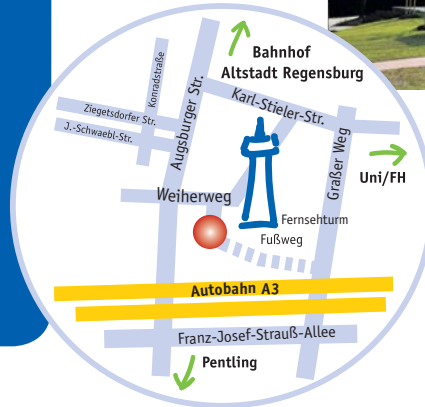 Bahnhof
Altstadt Regensburg
Konradstraße
Ziegetsdorfer Str.
J.-Schwaebl-Str.
Augsburger Str.
Karl-Stieler-Str.
Graßer Weg
Uni/FH
Weiherweg
Fernsehturm
Fußweg
Autobahn A3
Franz-Josef-Strauß-Allee
Pentling